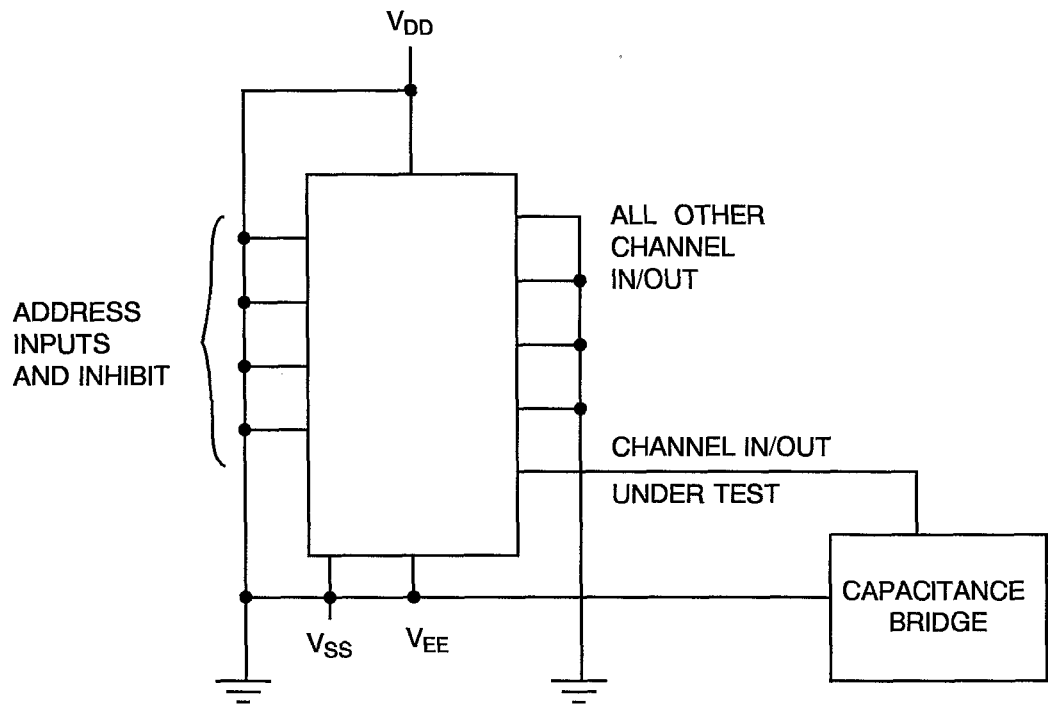 VDD
ADDRESS
INPUTS
AND INHIBIT
ALL OTHER
CHANNEL
IN/OUT
CHANNEL IN/OUT
UNDER TEST
CAPACITANCE
BRIDGE
VSS
VEE